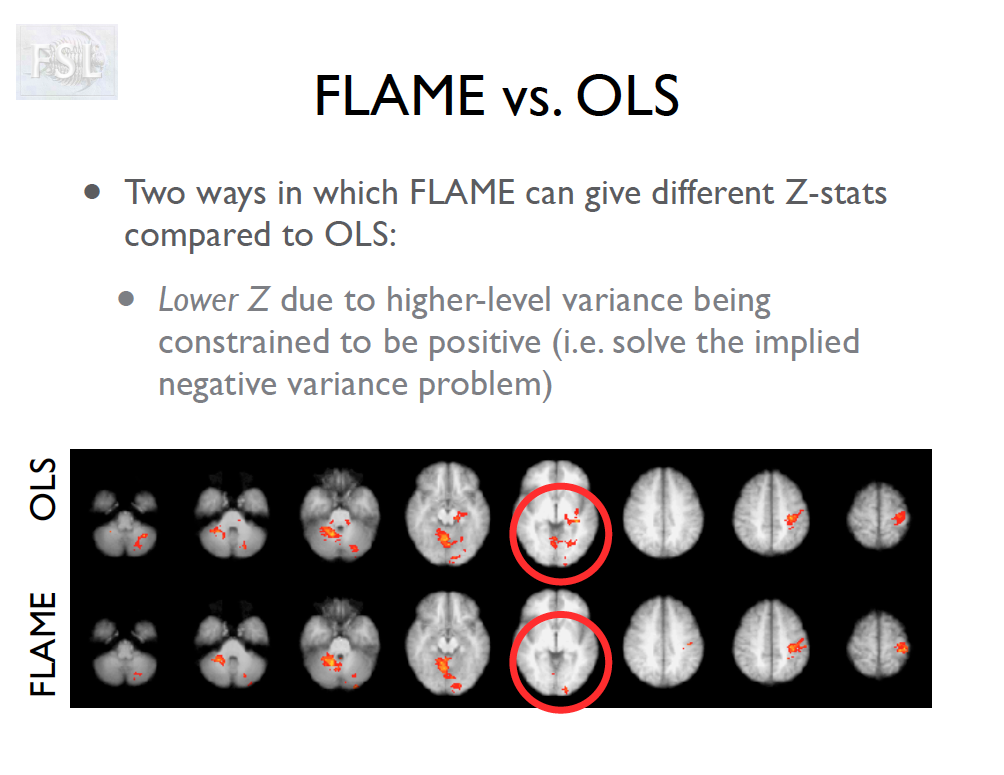 FSL
FLAME vs. OLS
• Two ways in which FLAME can give different Z-stats
compared to OLS:
• Lower Z due to higher-level variance being
constrained to be positive (i.e. solve the implied
negative variance problem)
OLS
FLAME